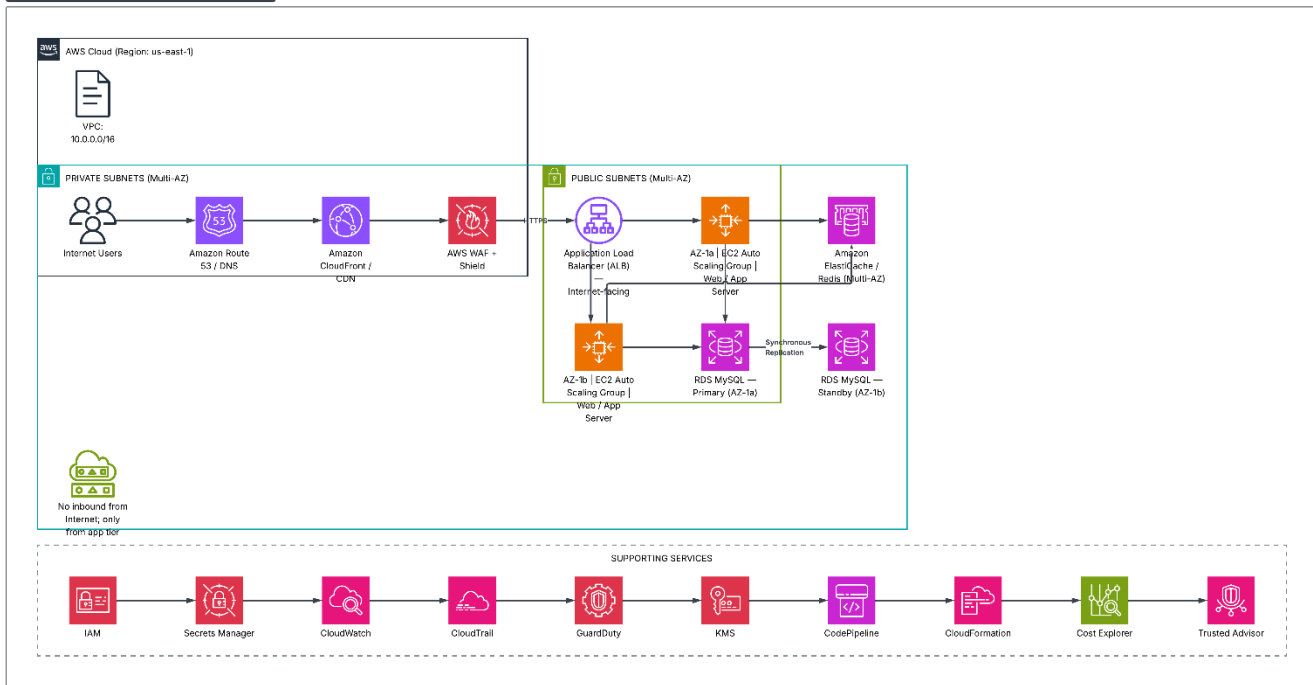 aws
AWS Cloud (Region: us-east-1)
VPC:
10.0.0.0/16
PRIVATE SUBNETS (Multi-AZ)
PUBLIC SUBNETS (Multi-AZ)
Internet Users
53
Amazon Route
53 / DNS
Amazon
CloudFront /
CDN
AWS WAF +
Shield
HTTPS
Application Load
Balancer (ALB)
—
Internet-facing
AZ-1a | EC2 Auto
Scaling Group |
Web / App
Server
Amazon
ElastiCache /
Redis (Multi-AZ)
AZ-1b | EC2 Auto
Scaling Group |
Web / App
Server
RDS MySQL —
Primary (AZ-1a)
Synchronous
Replication
RDS MySQL —
Standby (AZ-1b)
No inbound from
Internet; only
from app tier
SUPPORTING SERVICES
IAM
Secrets Manager
CloudWatch
CloudTrail
GuardDuty
KMS
CodePipeline
CloudFormation
Cost Explorer
Trusted Advisor